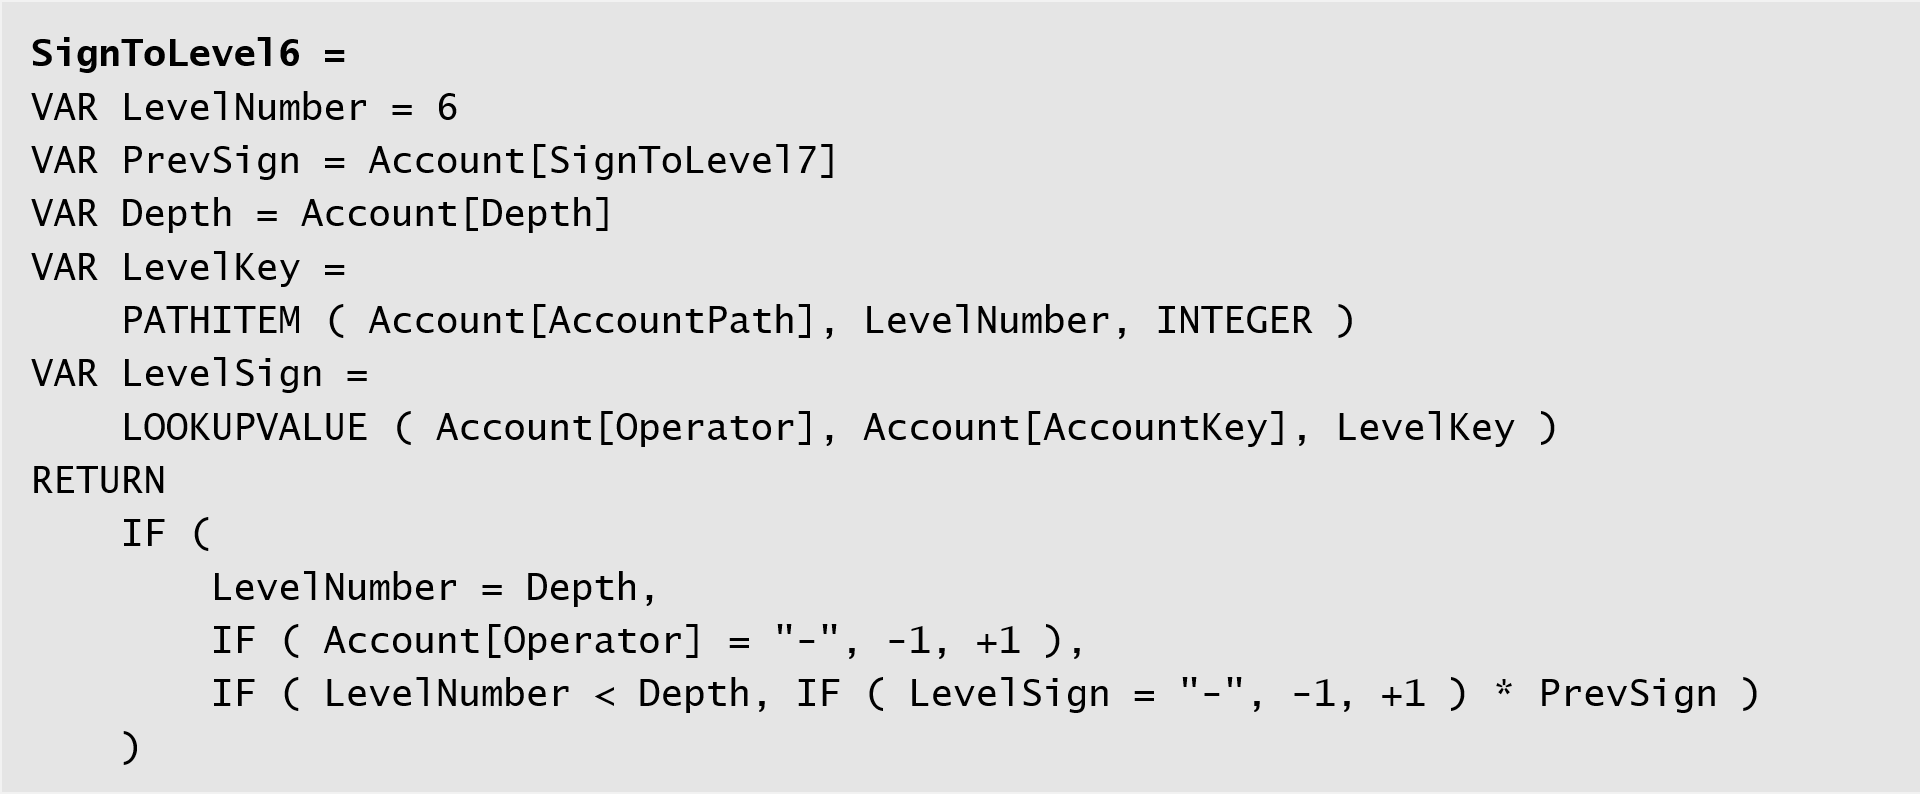 SignToLevel6 =
VAR LevelNumber = 6
VAR PrevSign = Account[SignToLevel7]
VAR Depth = Account[Depth]
VAR LevelKey =
    PATHITEM ( Account[AccountPath], LevelNumber, INTEGER )
VAR LevelSign =
    LOOKUPVALUE ( Account[Operator], Account[AccountKey], LevelKey )
RETURN
    IF (
        LevelNumber = Depth,
        IF ( Account[Operator] = "-", -1, +1 ),
        IF ( LevelNumber < Depth, IF ( LevelSign = "-", -1, +1 ) * PrevSign )
    )